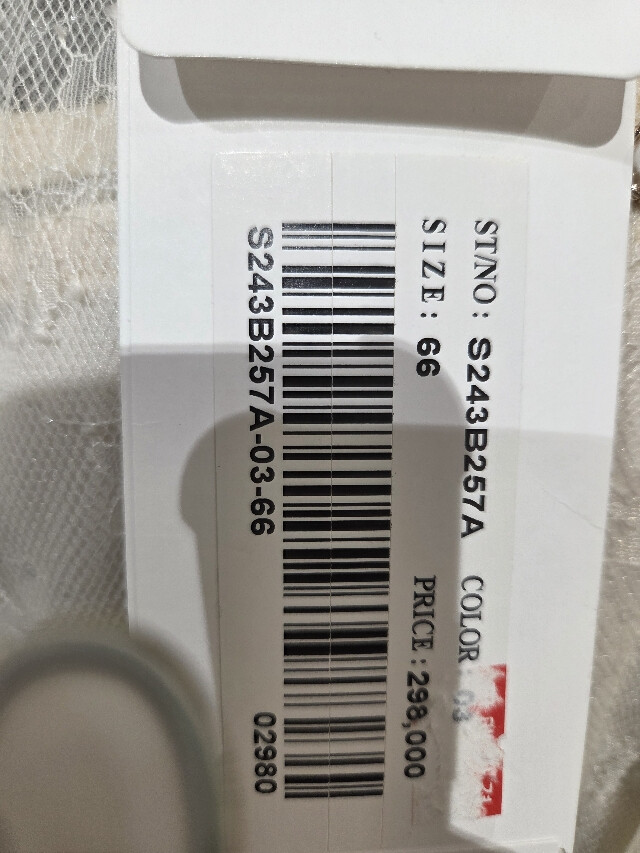 ST/NO: S243B257A COLOR 03
SIZE: 66 PRICE:298,000
S243B257A-03-66 02980